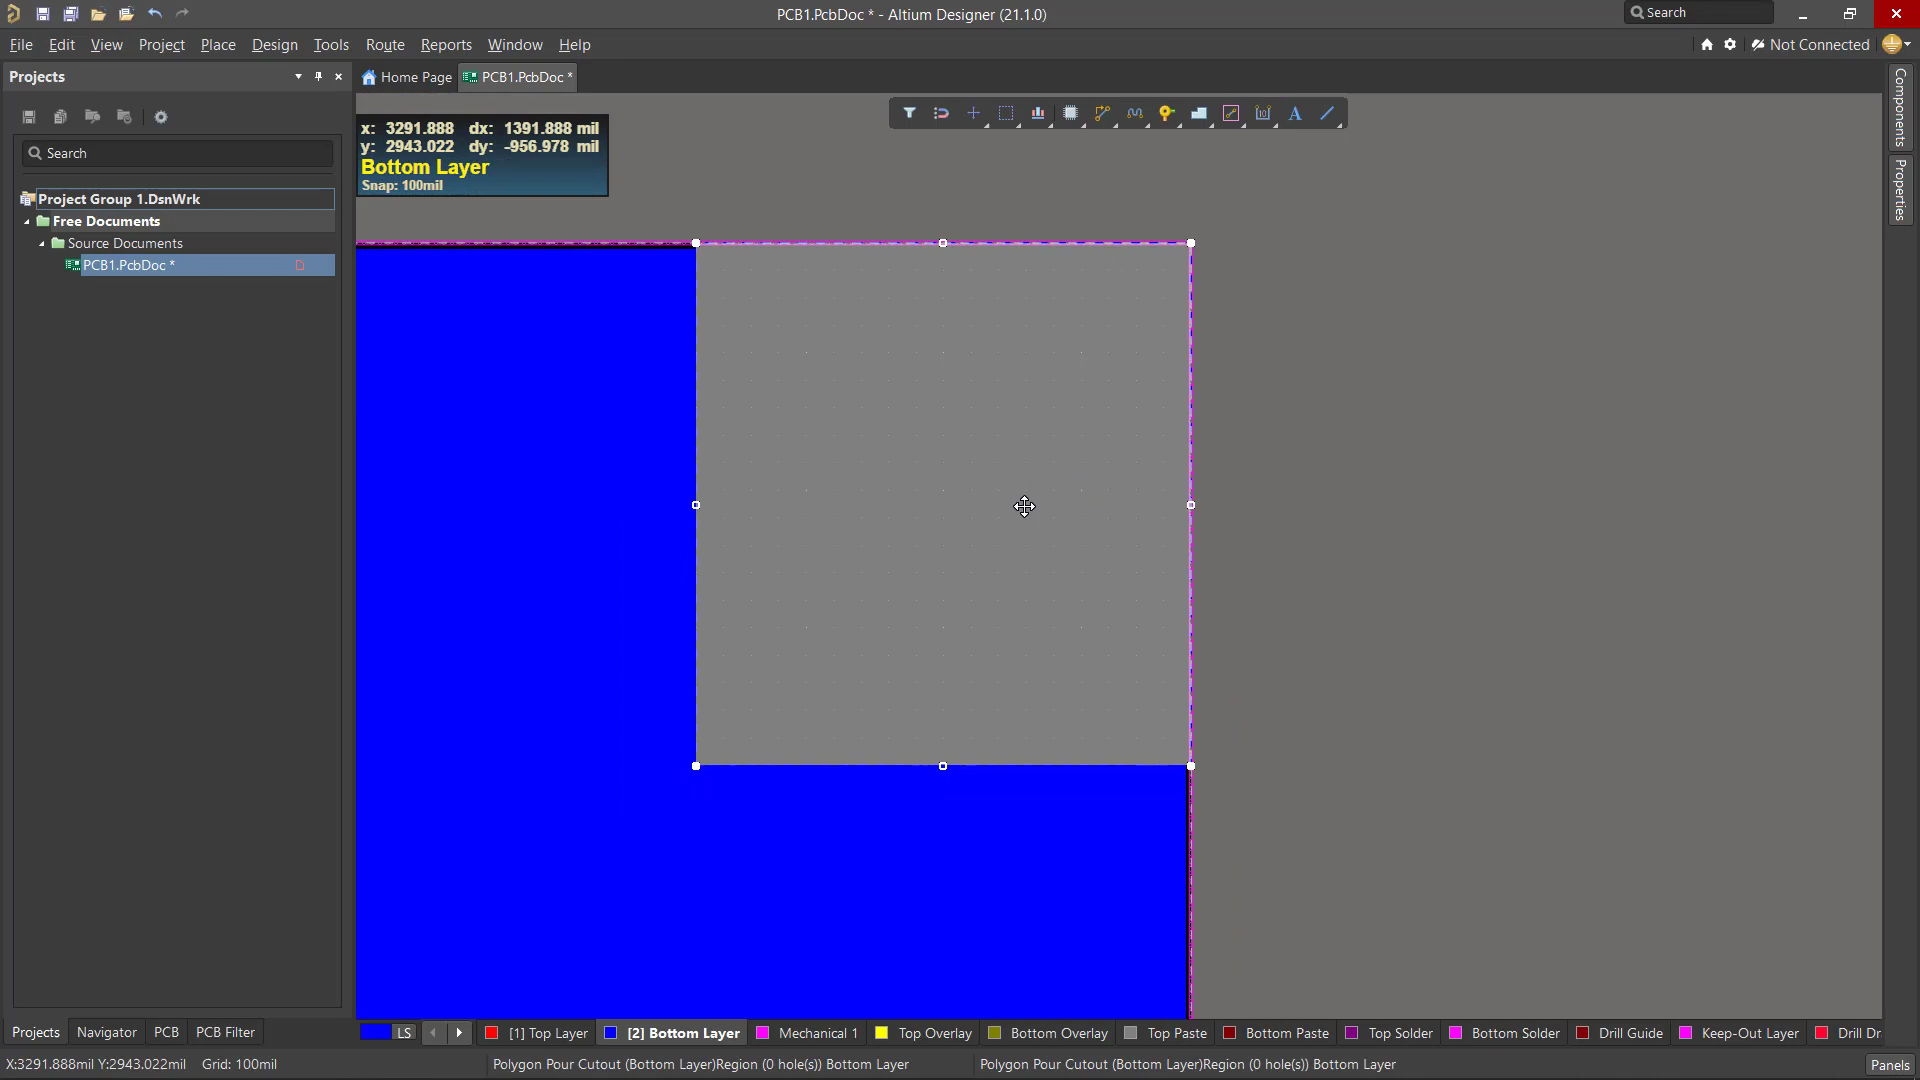 PCB1.PcbDoc * - Altium Designer (21.1.0)
Search
File Edit View Project Place Design Tools Route Reports Window Help
Not Connected
Projects
Home Page
PCB1.PcbDoc *
Search
Project Group 1.DsnWrk
Free Documents
Source Documents
PCB1.PcbDoc *
x: 3291.888 dx: 1391.888 mil
y: 2943.022 dy: -956.978 mil
Bottom Layer
Snap: 100mil
A
Components
Properties
Projects Navigator PCB PCB Filter
LS
[1] Top Layer
[2] Bottom Layer
Mechanical 1
Top Overlay
Bottom Overlay
Top Paste
Bottom Paste
Top Solder
Bottom Solder
Drill Guide
Keep-Out Layer
Drill Dr
X:3291.888mil Y:2943.022mil Grid: 100mil
Polygon Pour Cutout (Bottom Layer)Region (0 hole(s)) Bottom Layer
Polygon Pour Cutout (Bottom Layer)Region (0 hole(s)) Bottom Layer
Panels